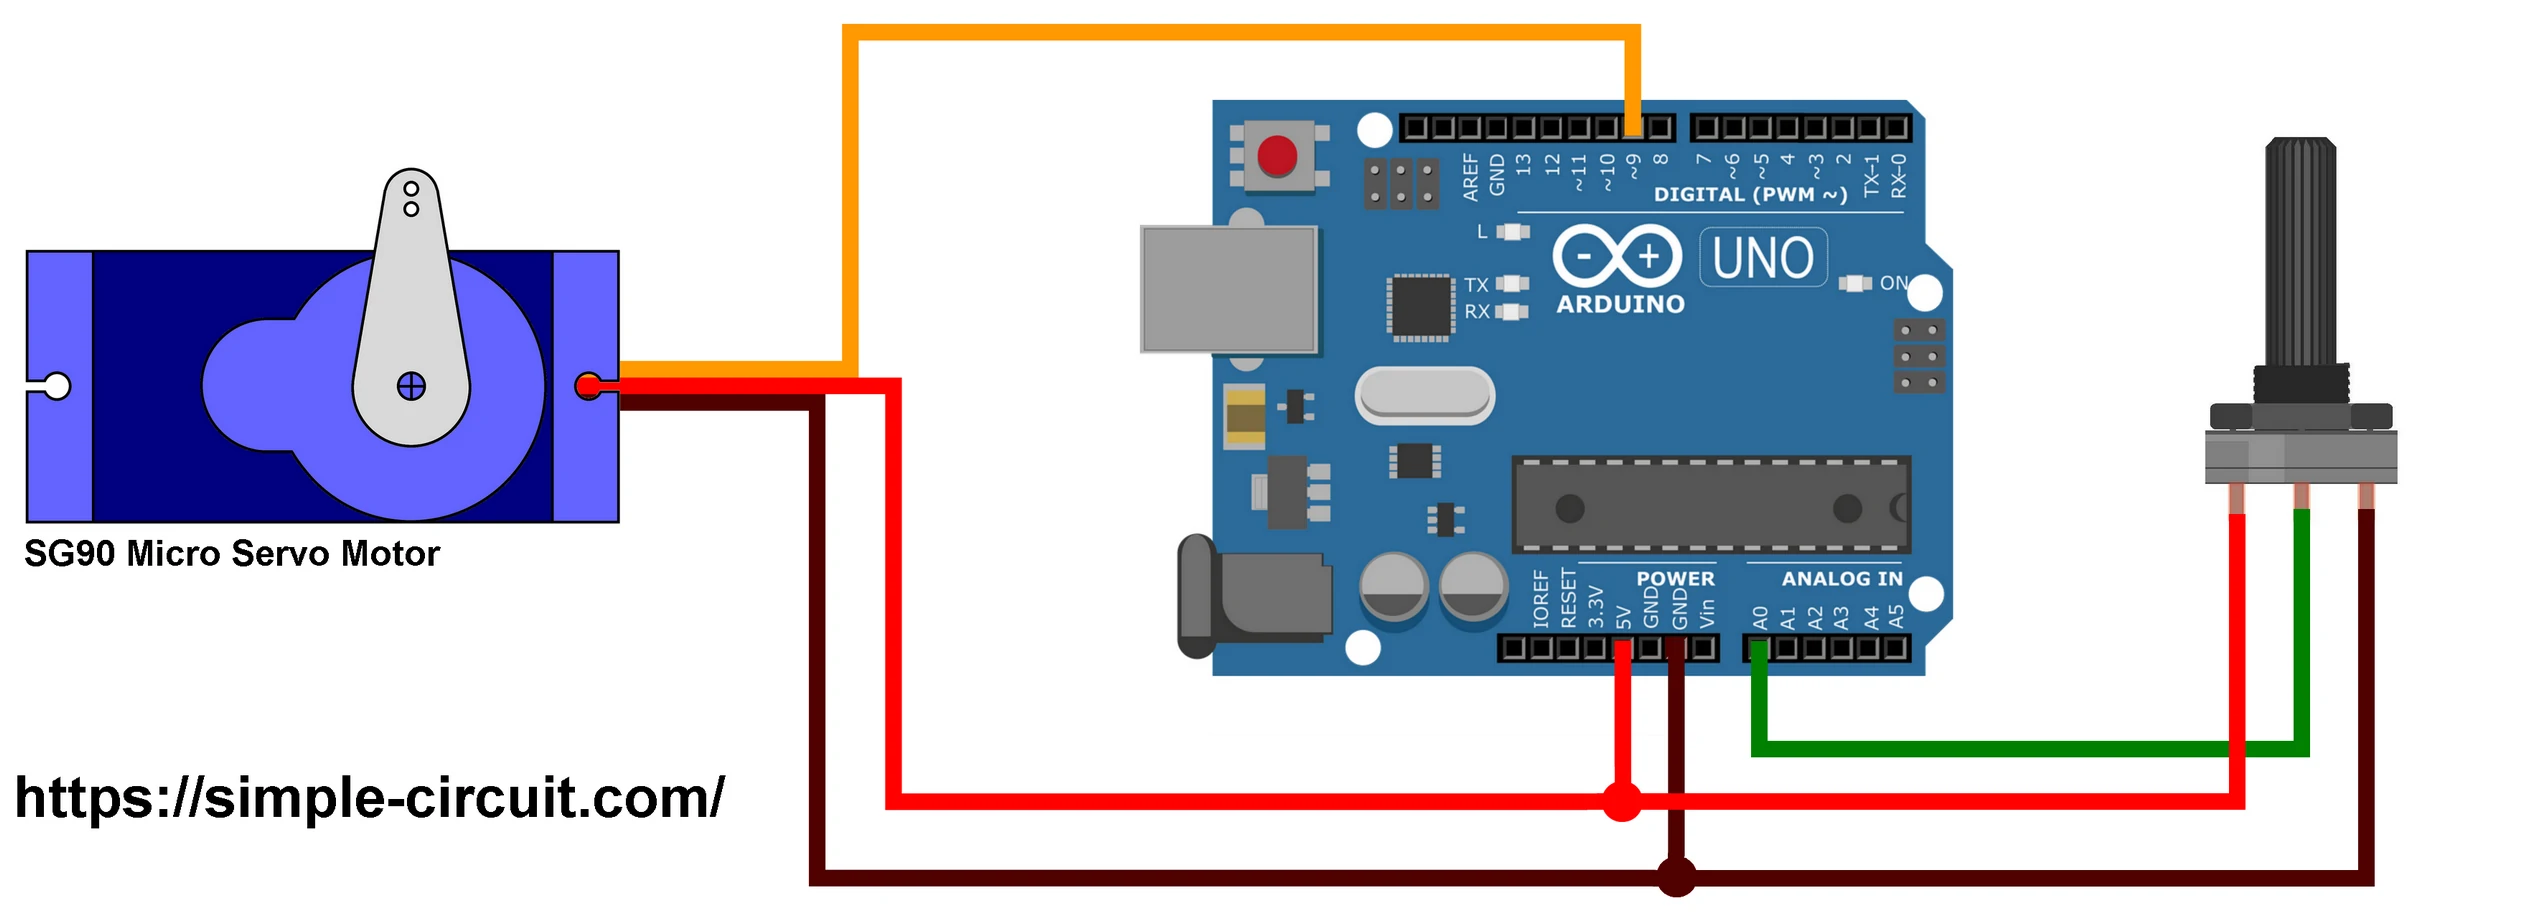 AREF
GND
13
12
~11
~10
~9
8
7
~6
~5
4
~3
2
TX→1
RX←0
DIGITAL (PWM ~)
L
TX
RX
- +
ARDUINO
UNO
ON
SG90 Micro Servo Motor
POWER
ANALOG IN
IOREF
RESET
3.3V
5V
GND
GND
Vin
A0
A1
A2
A3
A4
A5
https://simple-circuit.com/